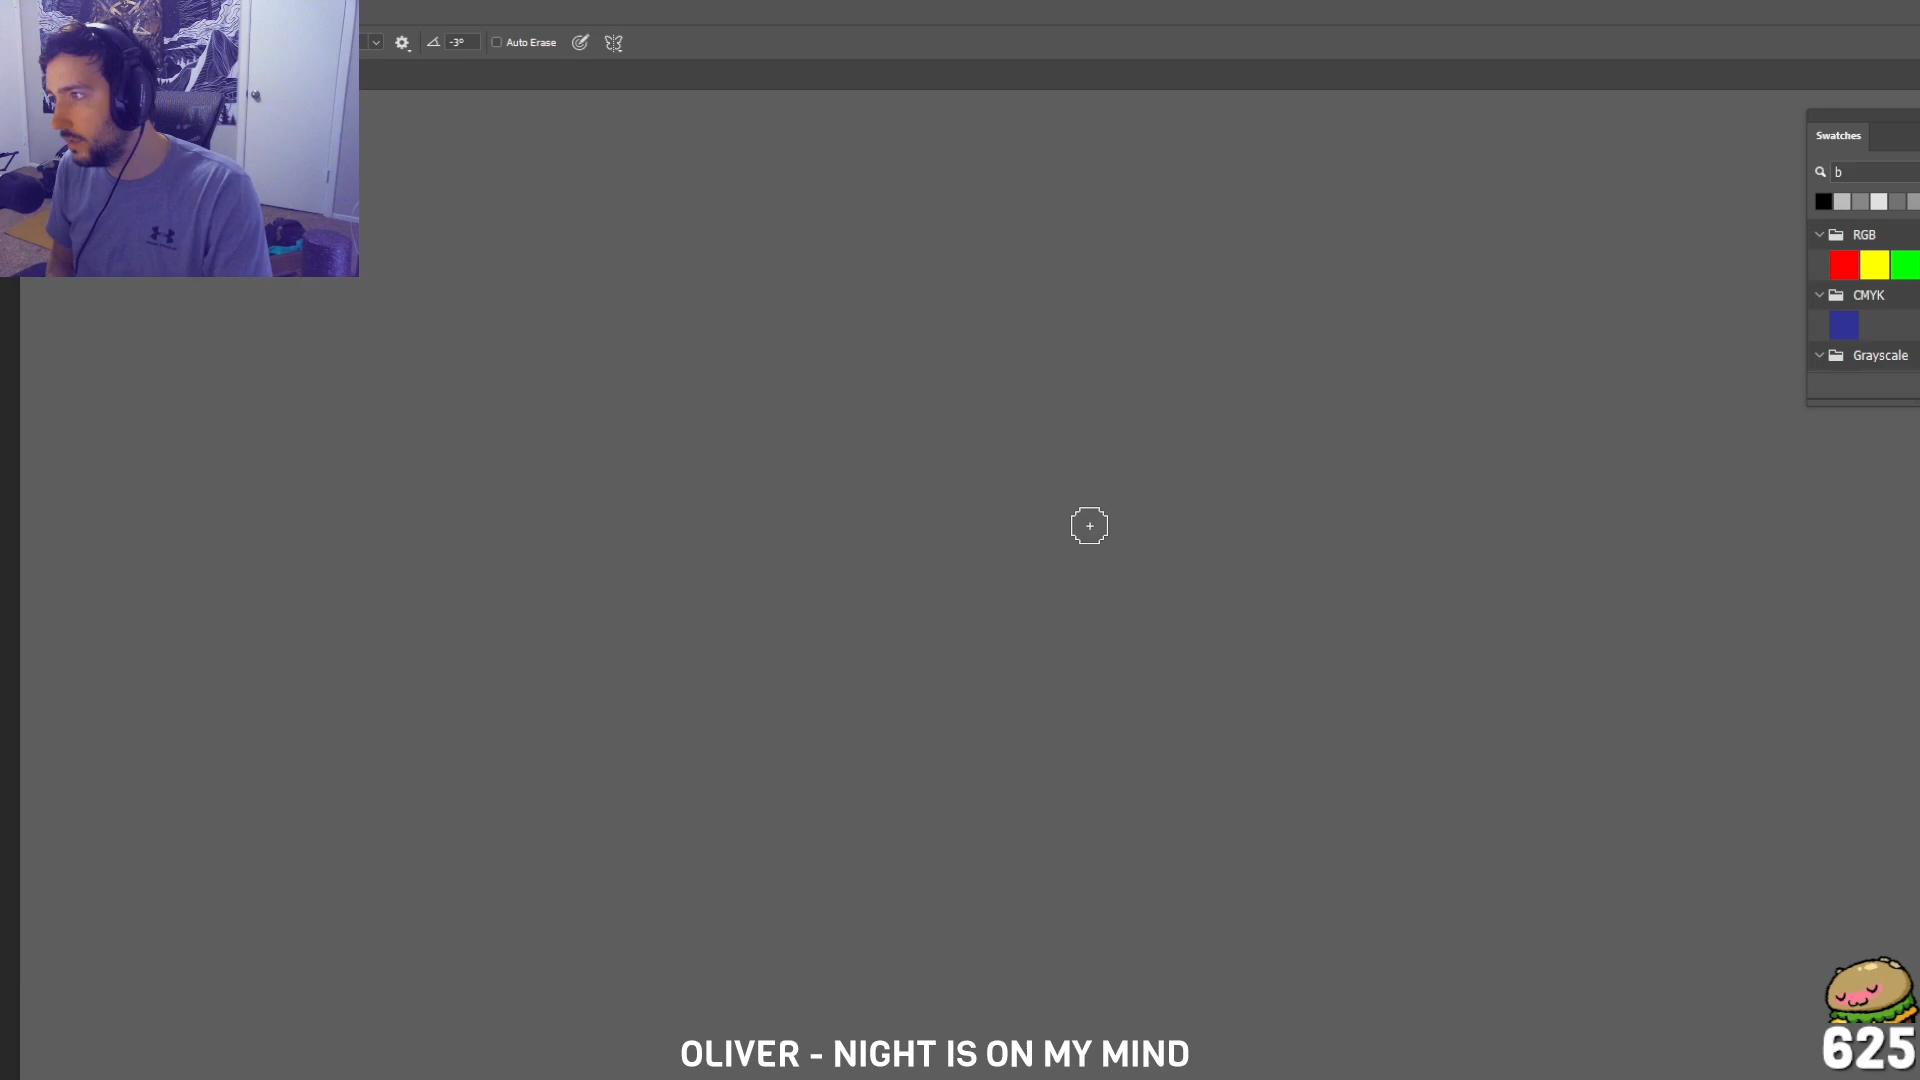 -3° Auto Erase
Swatches
b
RGB
CMYK
Grayscale
OLIVER - NIGHT IS ON MY MIND
625